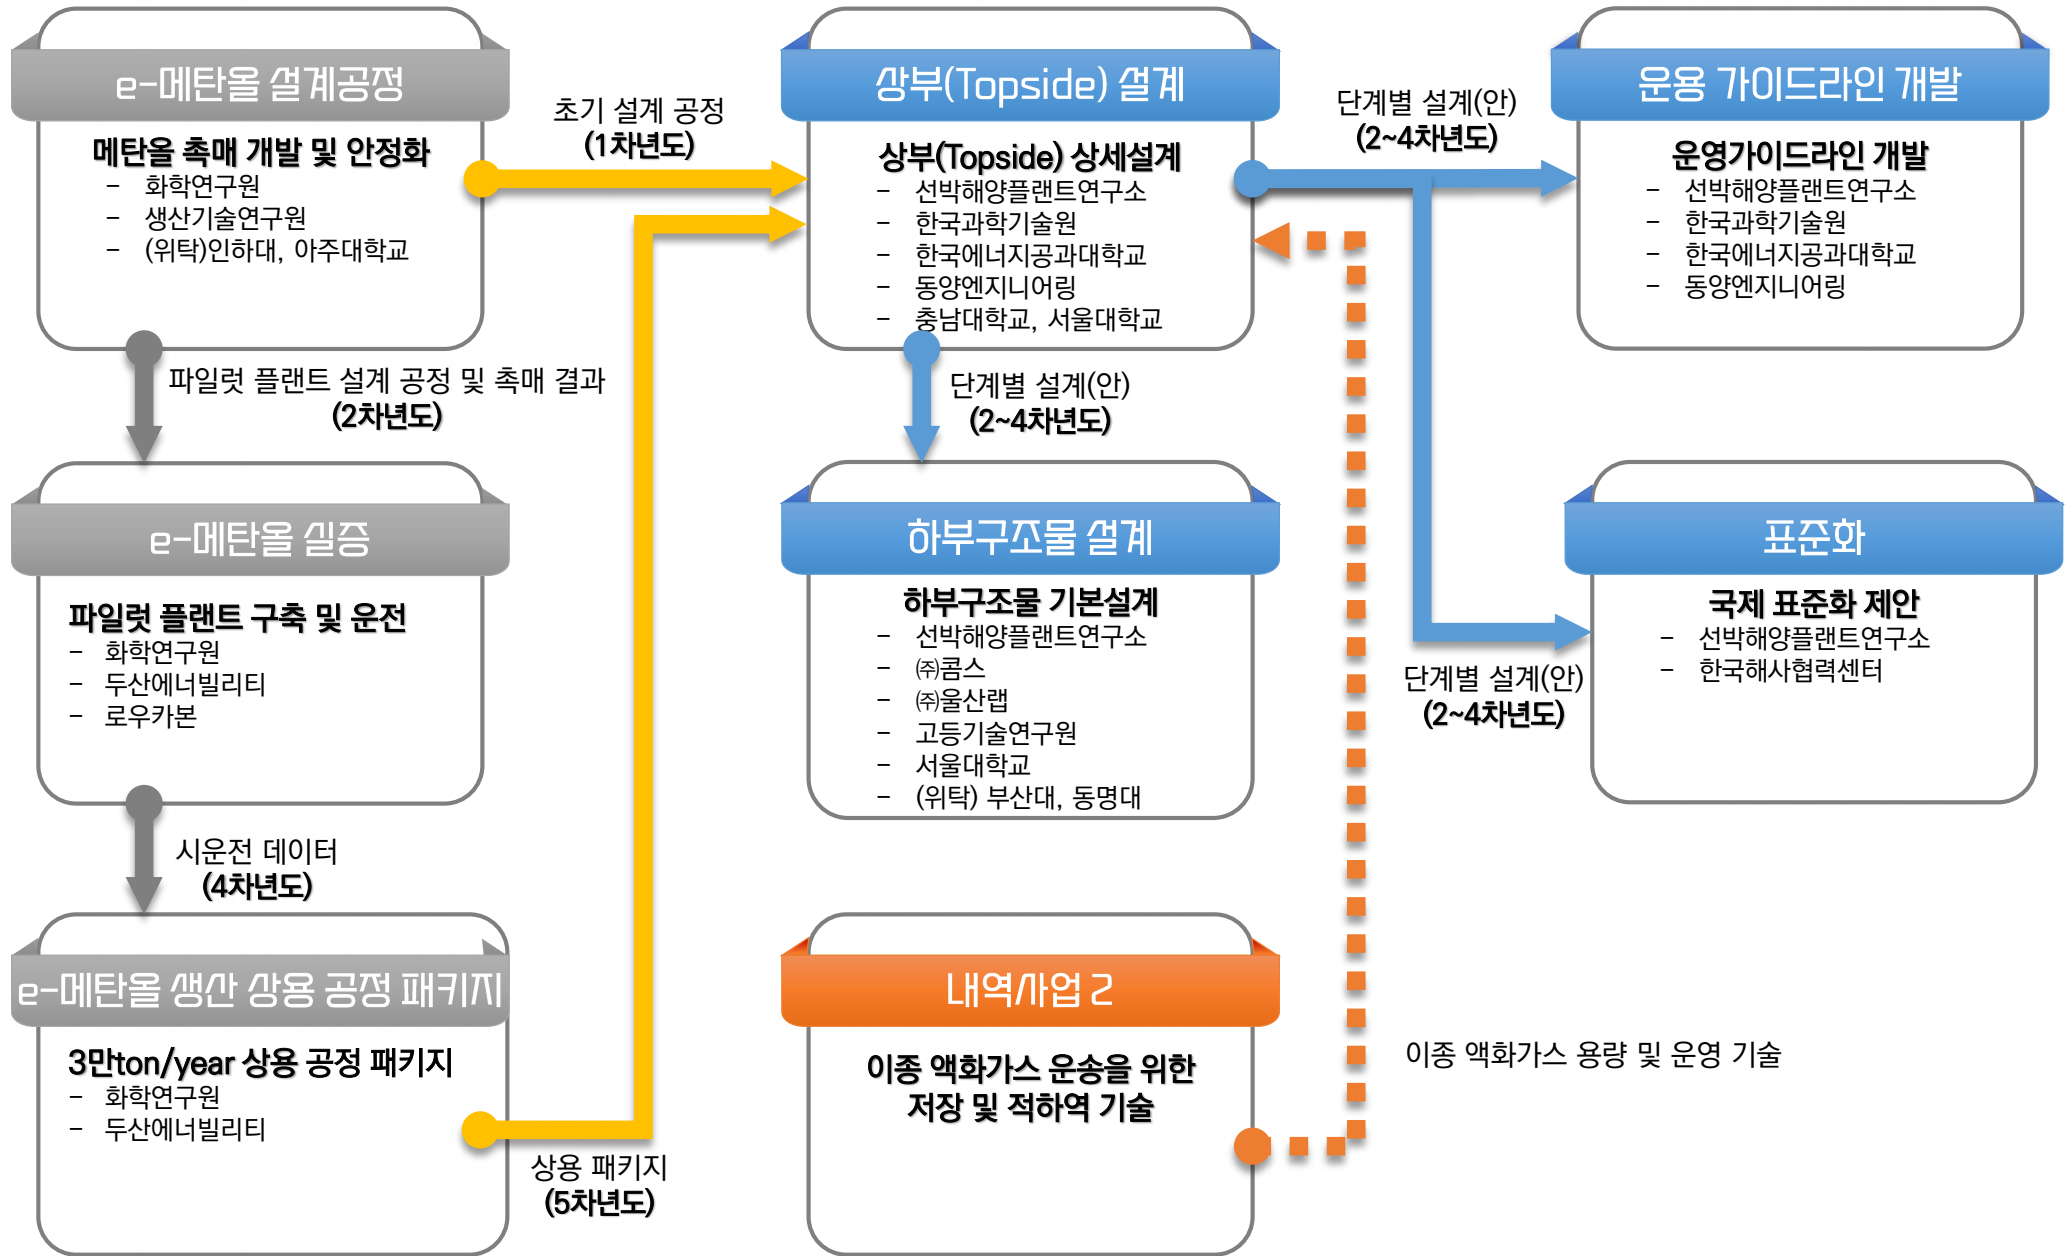 e-메탄올 설계공정
메탄올 촉매 개발 및 안정화
- 화학연구원
- 생산기술연구원
- (위탁)인하대, 아주대학교
초기 설계 공정
(1차년도)
상부(Topside) 설계
상부(Topside) 상세설계
- 선박해양플랜트연구소
- 한국과학기술원
- 한국에너지공과대학교
- 동양엔지니어링
- 충남대학교, 서울대학교
단계별 설계(안)
(2~4차년도)
운용 가이드라인 개발
운영가이드라인 개발
- 선박해양플랜트연구소
- 한국과학기술원
- 한국에너지공과대학교
- 동양엔지니어링
파일럿 플랜트 설계 공정 및 촉매 결과
(2차년도)
단계별 설계(안)
(2~4차년도)
e-메탄올 실증
파일럿 플랜트 구축 및 운전
- 화학연구원
- 두산에너빌리티
- 로우카본
하부구조물 설계
하부구조물 기본설계
- 선박해양플랜트연구소
- ㈜콤스
- ㈜울산랩
- 고등기술연구원
- 서울대학교
- (위탁) 부산대, 동명대
표준화
국제 표준화 제안
- 선박해양플랜트연구소
- 한국해사협력센터
단계별 설계(안)
(2~4차년도)
시운전 데이터
(4차년도)
e-메탄올 생산 상용 공정 패키지
3만ton/year 상용 공정 패키지
- 화학연구원
- 두산에너빌리티
상용 패키지
(5차년도)
내역사업 2
이종 액화가스 운송을 위한
저장 및 적하역 기술
이종 액화가스 용량 및 운영 기술